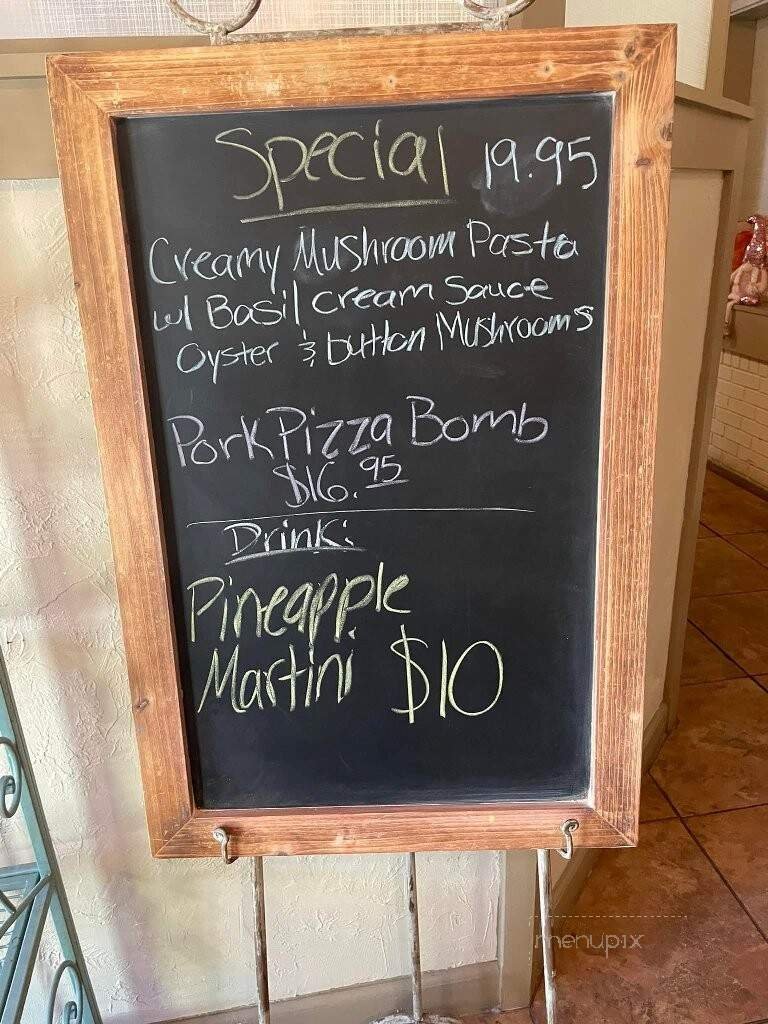 Special 19.95
Creamy Mushroom Pasta
w/ Basil cream Sauce
Oyster & button Mushrooms
Pork Pizza Bomb
$16.95
Drink:
Pineapple
Martini $10
menupix